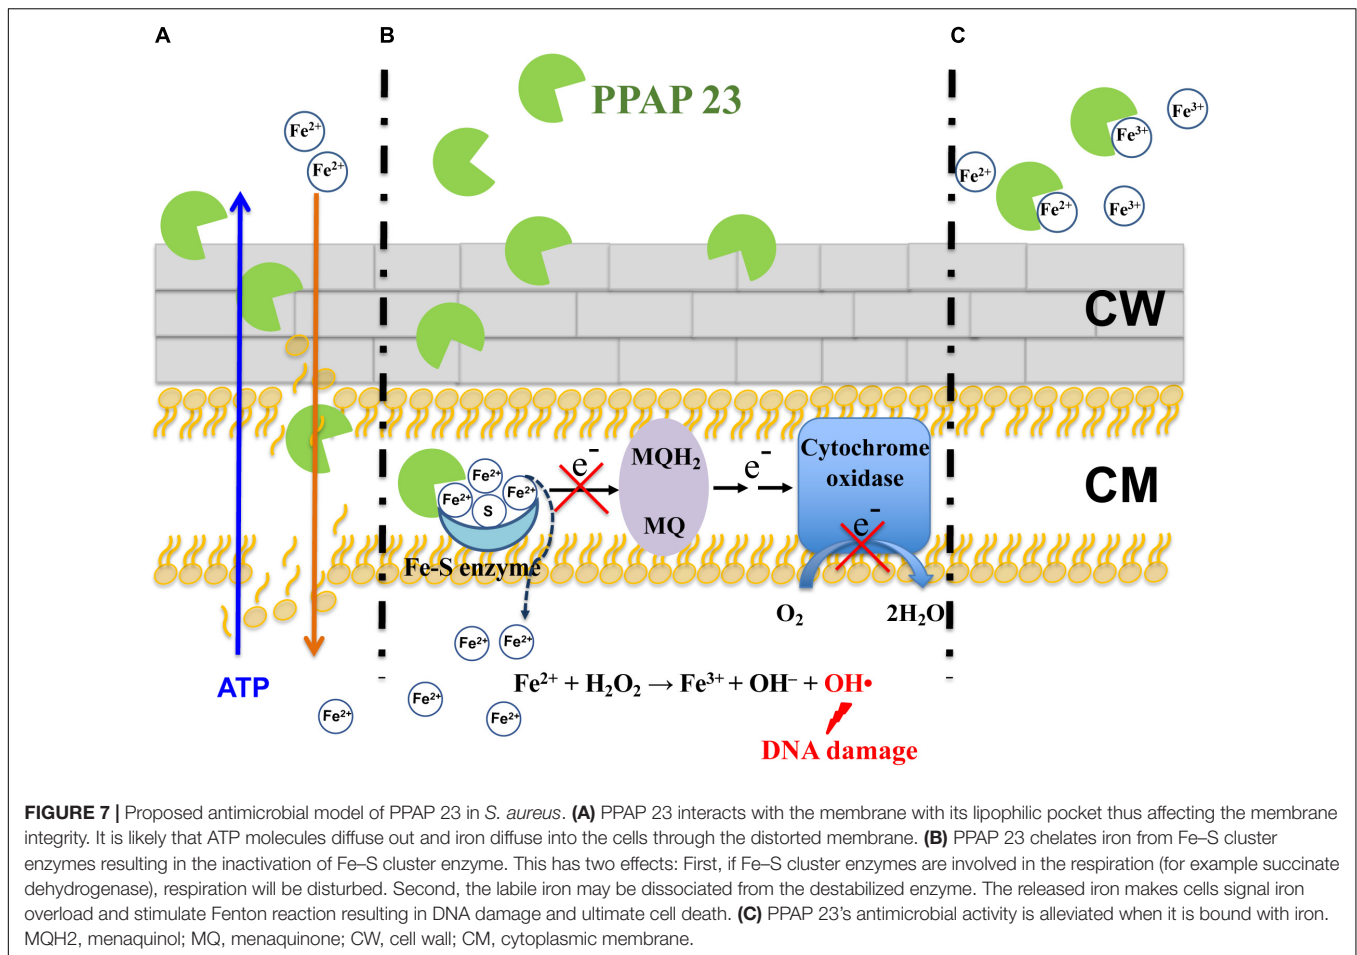 A
B
C
PPAP 23
Fe²⁺
Fe²⁺
Fe³⁺
Fe³⁺
Fe²⁺
Fe²⁺
Fe³⁺
CW
CM
Fe²⁺
Fe²⁺
Fe²⁺
S
Fe-S enzyme
e⁻
MQH₂
MQ
e⁻
Cytochrome
oxidase
e⁻
O₂
2H₂O
ATP
Fe²⁺
Fe²⁺
Fe²⁺
Fe²⁺
Fe²⁺
Fe²⁺ + H₂O₂ → Fe³⁺ + OH⁻ + OH•
DNA damage
FIGURE 7 | Proposed antimicrobial model of PPAP 23 in S. aureus. (A) PPAP 23 interacts with the membrane with its lipophilic pocket thus affecting the membrane
integrity. It is likely that ATP molecules diffuse out and iron diffuse into the cells through the distorted membrane. (B) PPAP 23 chelates iron from Fe–S cluster
enzymes resulting in the inactivation of Fe–S cluster enzyme. This has two effects: First, if Fe–S cluster enzymes are involved in the respiration (for example succinate
dehydrogenase), respiration will be disturbed. Second, the labile iron may be dissociated from the destabilized enzyme. The released iron makes cells signal iron
overload and stimulate Fenton reaction resulting in DNA damage and ultimate cell death. (C) PPAP 23's antimicrobial activity is alleviated when it is bound with iron.
MQH2, menaquinol; MQ, menaquinone; CW, cell wall; CM, cytoplasmic membrane.